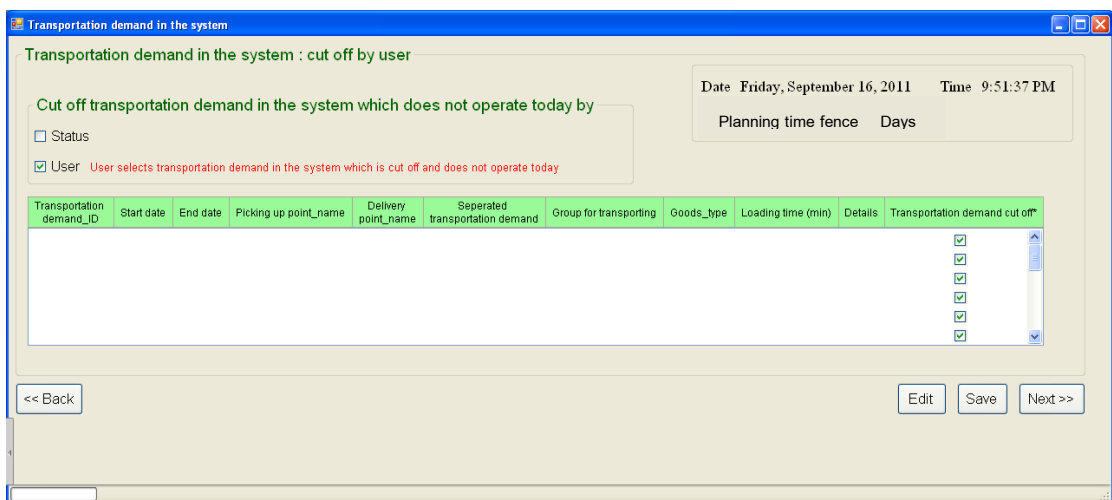 Transportation demand in the system
Transportation demand in the system : cut off by user
Date Friday, September 16, 2011 Time 9:51:37 PM
Planning time fence Days
Cut off transportation demand in the system which does not operate today by
Status
User User selects transportation demand in the system which is cut off and does not operate today
Transportation demand_ID Start date End date Picking up point_name Delivery point_name Seperated transportation demand Group for transporting Goods_type Loading time (min) Details Transportation demand cut off*
<< Back Edit Save Next >>